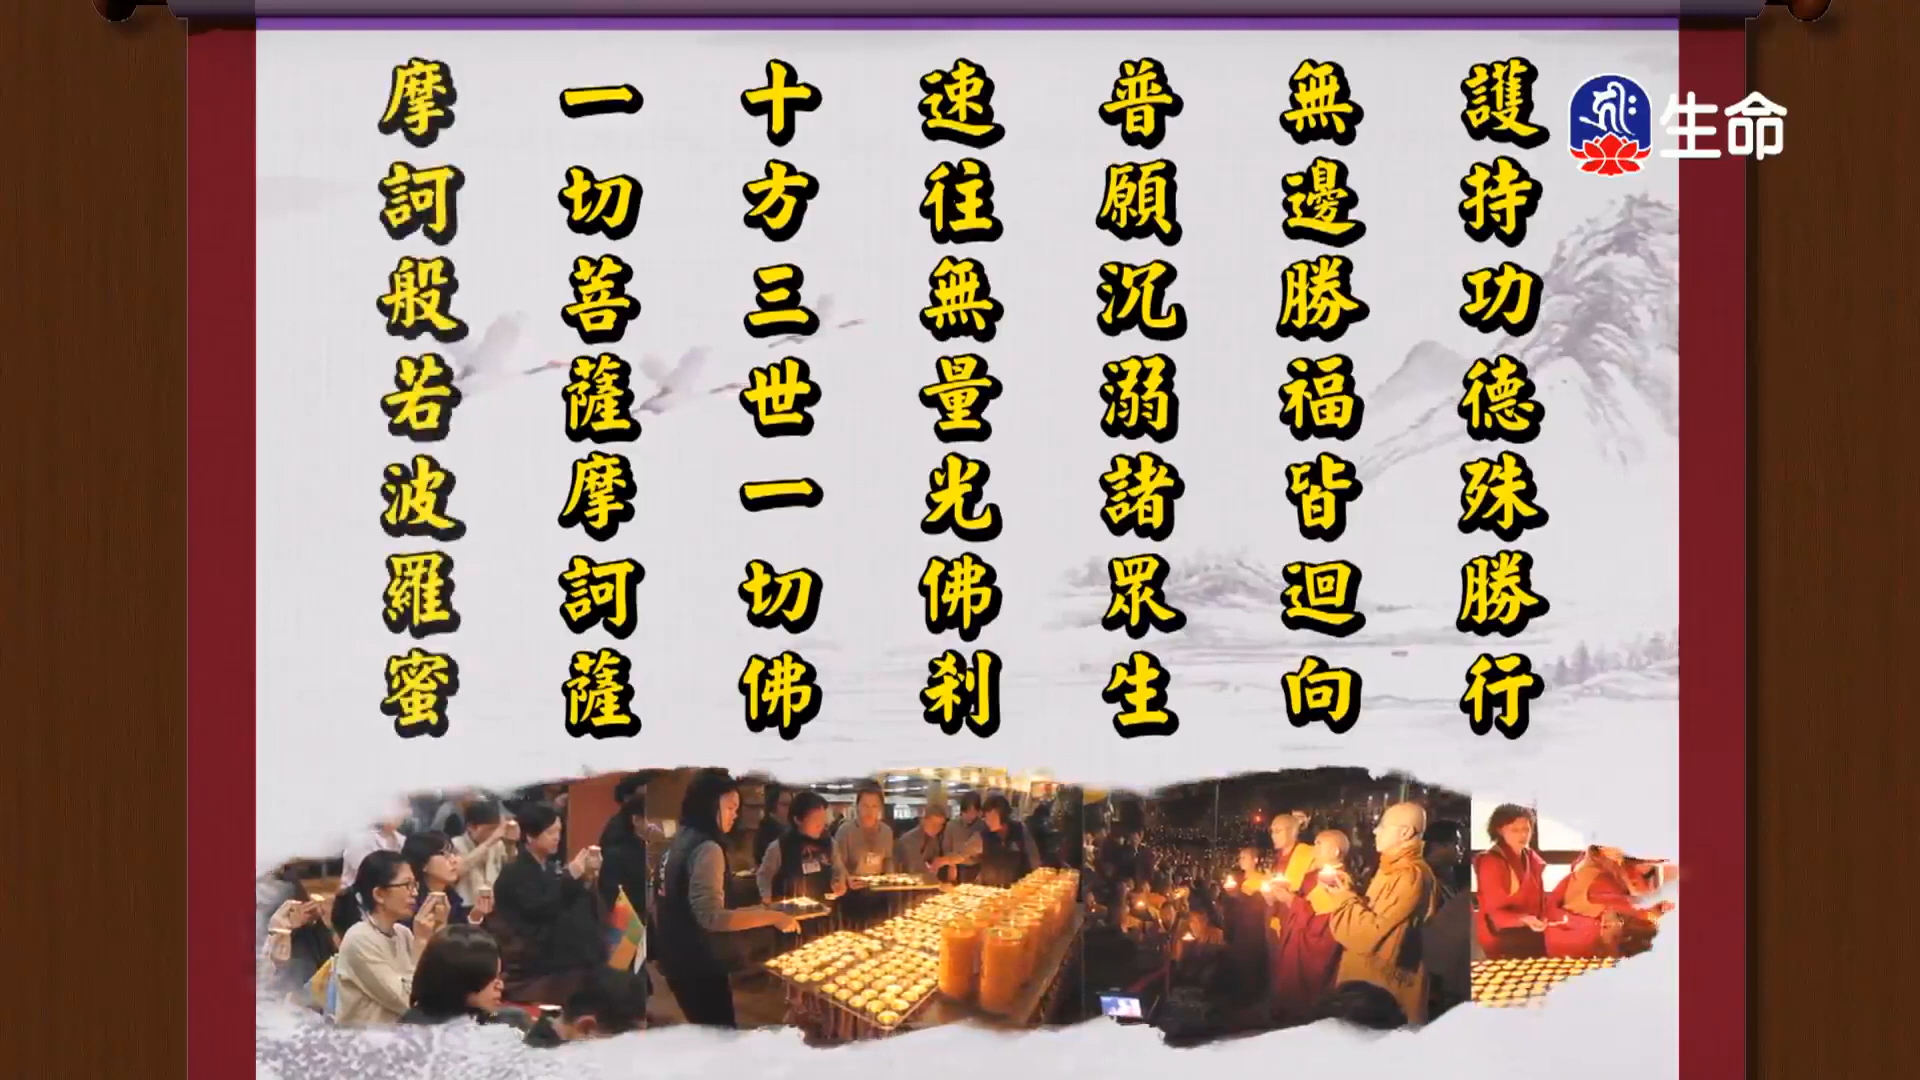 護持功德殊勝行
無邊勝福皆迴向
普願沉溺諸眾生
速往無量光佛剎
十方三世一切佛
一切菩薩摩訶薩
摩訶般若波羅蜜
生命